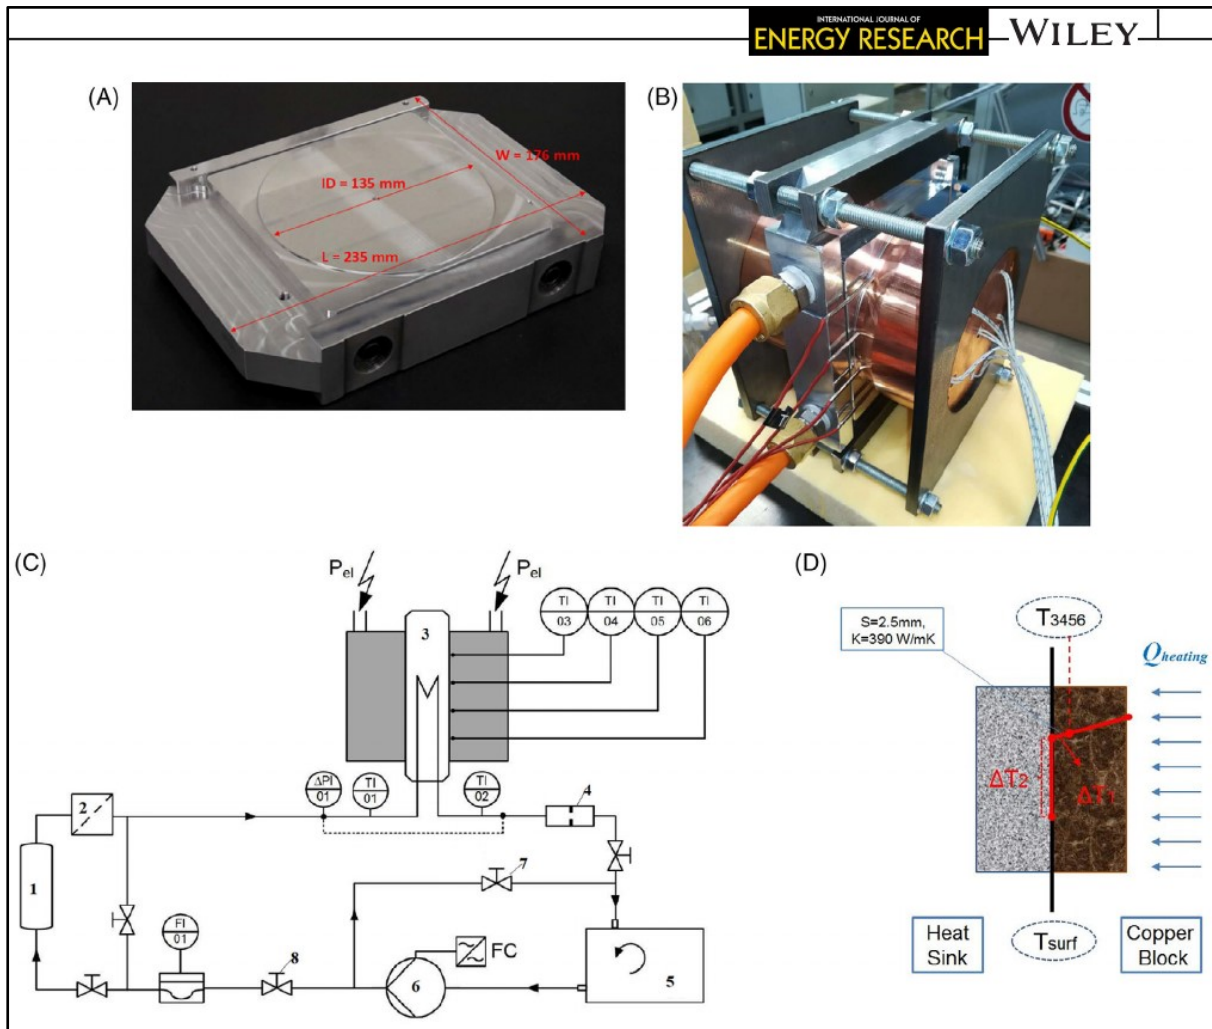 INTERNATIONAL JOURNAL OF
ENERGY RESEARCH
WILEY
(A)
W = 176 mm
ID = 135 mm
L = 235 mm
(B)
(C)
Pel
Pel
TI 03
TI 04
TI 05
TI 06
3
ΔPI 01
TI 01
TI 02
4
2
1
7
FI 01
8
FC
6
5
(D)
S=2.5mm,
K=390 W/mK
T3456
Qheating
ΔT2
ΔT1
Heat
Sink
Tsurf
Copper
Block